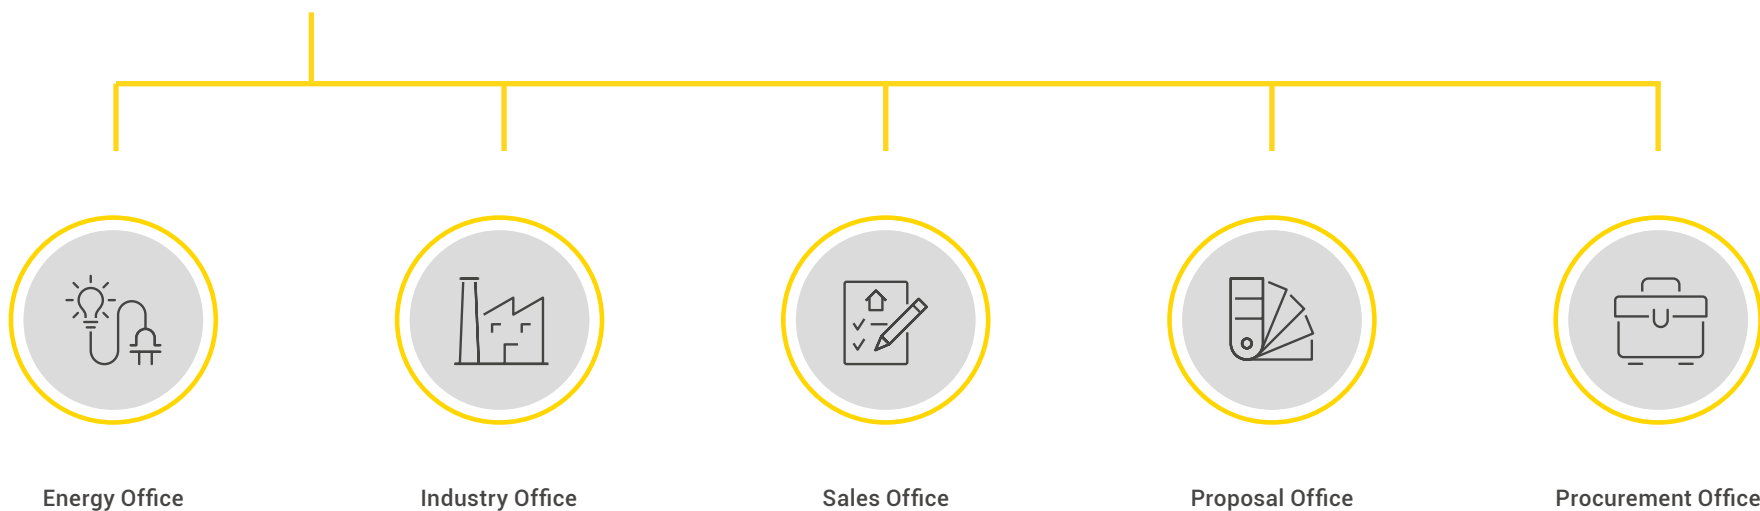 Energy Office
Industry Office
Sales Office
Proposal Office
Procurement Office